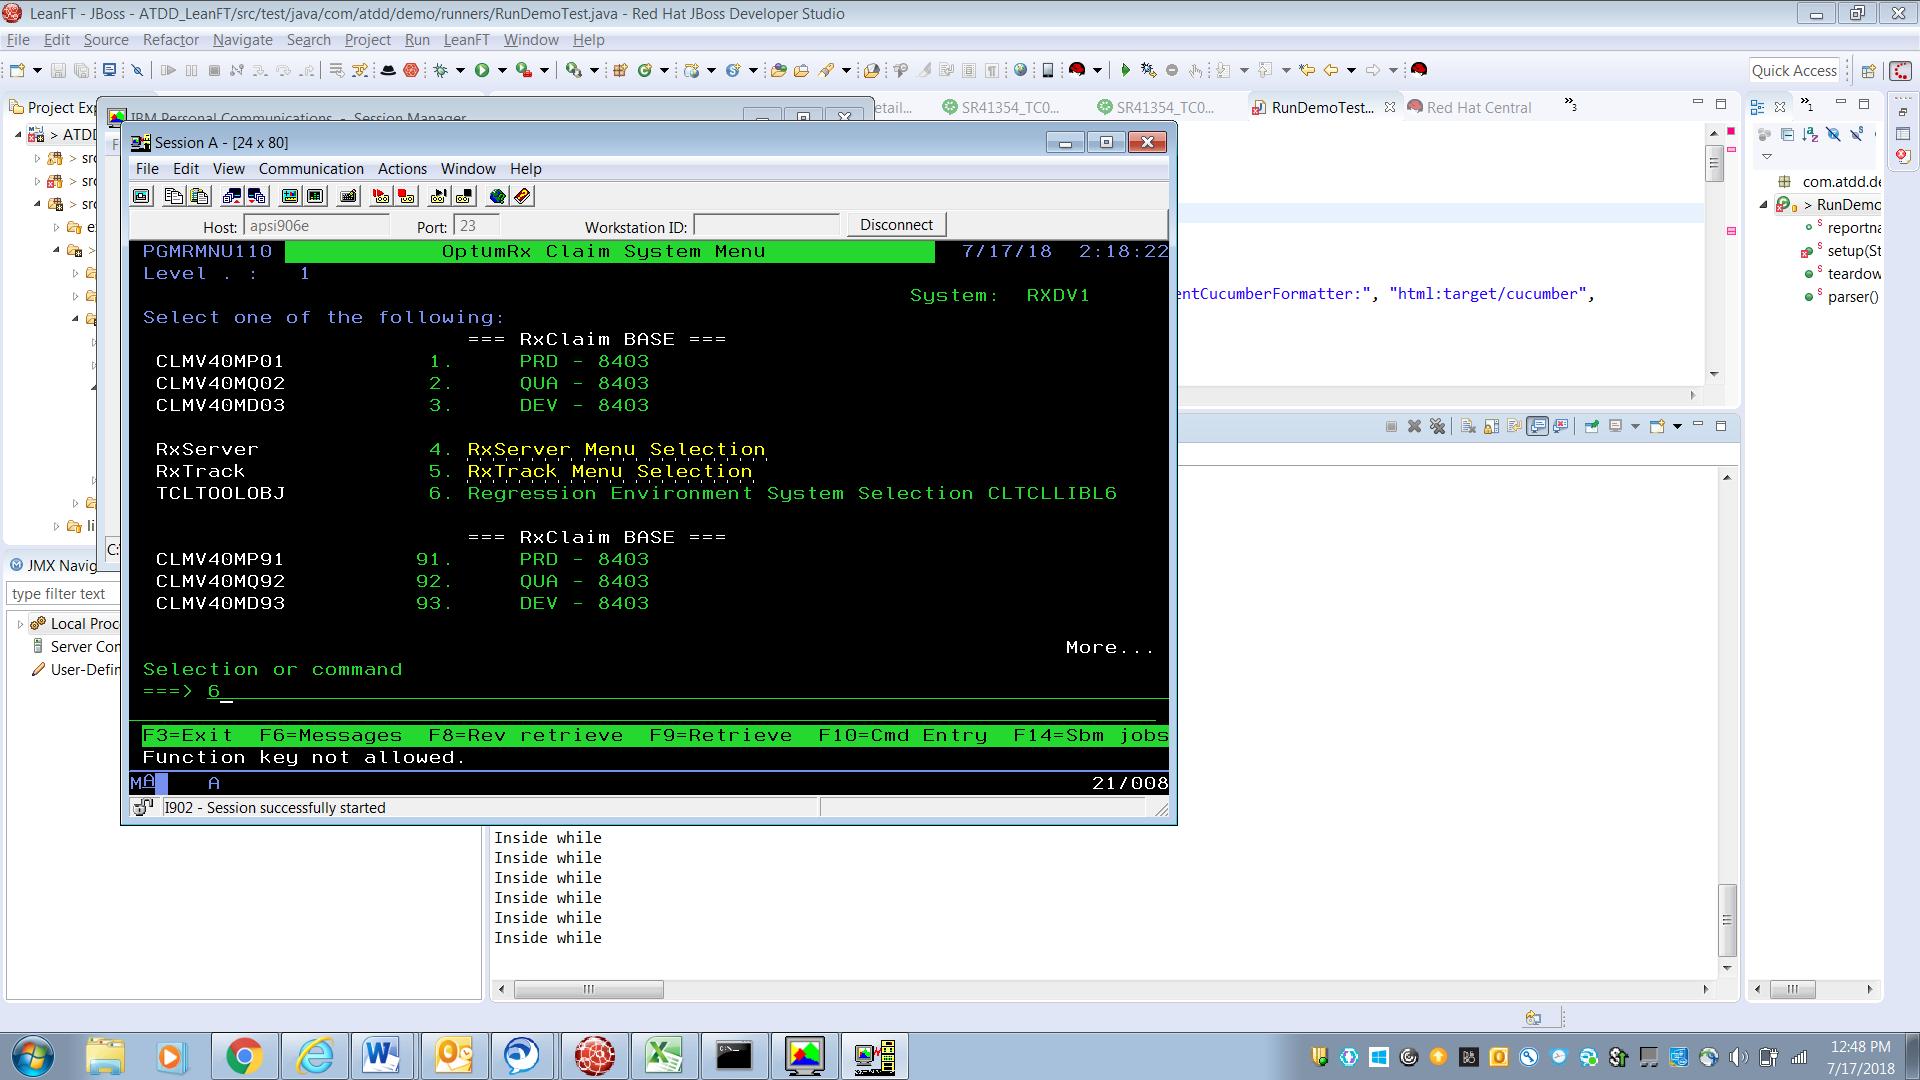 LeanFT - JBoss - ATDD_LeanFT/src/test/java/com/atdd/demo/runners/RunDemoTest.java - Red Hat JBoss Developer Studio
File Edit Source Refactor Navigate Search Project Run LeanFT Window Help
Quick Access
Project Exp
IBM Personal Communications - Session Manager
etail...
SR41354_TC0...
SR41354_TC0...
RunDemoTest...
Red Hat Central
»3
»1
> ATDD
> src
> src
> src
Session A - [24 x 80]
File Edit View Communication Actions Window Help
Host: apsi906e Port: 23 Workstation ID: Disconnect
PGMRMNU110 OptumRx Claim System Menu 7/17/18 2:18:22
Level . : 1
System: RXDV1
Select one of the following:
=== RxClaim BASE ===
CLMV40MP01 1. PRD - 8403
CLMV40MQ02 2. QUA - 8403
CLMV40MD03 3. DEV - 8403
RxServer 4. RxServer Menu Selection
RxTrack 5. RxTrack Menu Selection
TCLTOOLOBJ 6. Regression Environment System Selection CLTCLLIBL6
=== RxClaim BASE ===
CLMV40MP91 91. PRD - 8403
CLMV40MQ92 92. QUA - 8403
CLMV40MD93 93. DEV - 8403
More...
Selection or command
===> 6
F3=Exit F6=Messages F8=Rev retrieve F9=Retrieve F10=Cmd Entry F14=Sbm jobs
Function key not allowed.
MA A 21/008
I902 - Session successfully started
entCucumberFormatter:", "html:target/cucumber",
com.atdd.de
> RunDemo
reportna
setup(St
teardow
parser()
li
C:
JMX Navig
type filter text
Local Proc
Server Con
User-Defin
Inside while
Inside while
Inside while
Inside while
Inside while
Inside while
12:48 PM
7/17/2018